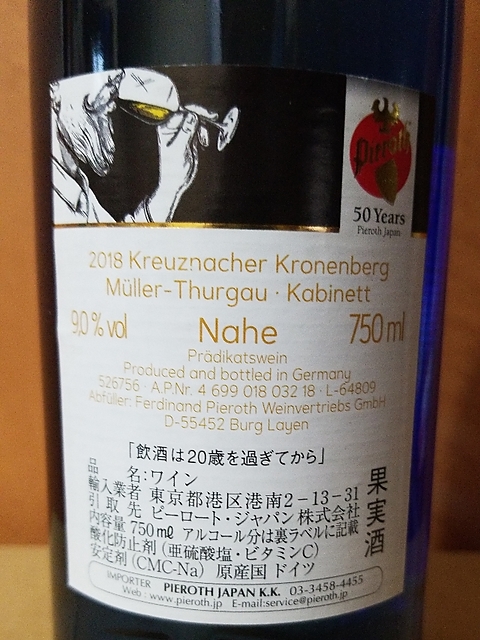 Pieroth
50 Years
Pieroth Japan
2018 Kreuznacher Kronenberg
Müller-Thurgau · Kabinett
9,0 % vol Nahe 750 ml
Prädikatswein
Produced and bottled in Germany
526756 · A.P.Nr. 4 699 018 032 18 · L-64809
Abfüller: Ferdinand Pieroth Weinvertriebs GmbH
D-55452 Burg Layen
「飲酒は20歳を過ぎてから」
品名:ワイン
輸入業者 東京都港区港南2-13-31
引取先 ピーロート・ジャパン株式会社
内容量 750㎖ アルコール分は裏ラベルに記載
酸化防止剤(亜硫酸塩・ビタミンC)
安定剤(CMC-Na) 原産国 ドイツ
果実酒
IMPORTER PIEROTH JAPAN K.K. 03-3458-4455
Web : www.pieroth.jp E-mail:service@pieroth.jp